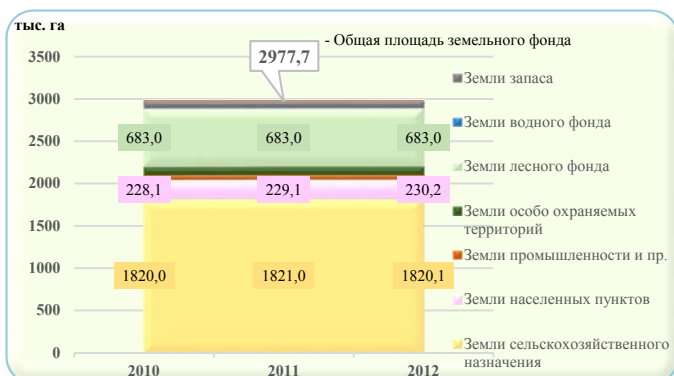 тыс. га
- Общая площадь земельного фонда
2977,7
3500
3000
2500
2000
1500
1000
500
0
683,0 683,0 683,0
228,1 229,1 230,2
1820,0 1821,0 1820,1
2010 2011 2012
Земли запаса
Земли водного фонда
Земли лесного фонда
Земли особо охраняемых
территорий
Земли промышленности и пр.
Земли населенных пунктов
Земли сельскохозяйственного
назначения